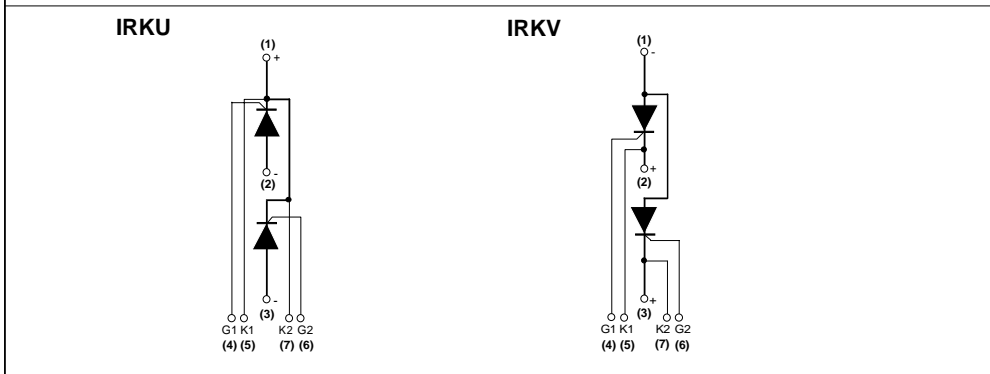 IRKU
(1)
+
-
(2)
-
(3)
G1 K1 K2 G2
(4) (5) (7) (6)
IRKV
(1)
-
+
(2)
+
(3)
G1 K1 K2 G2
(4) (5) (7) (6)